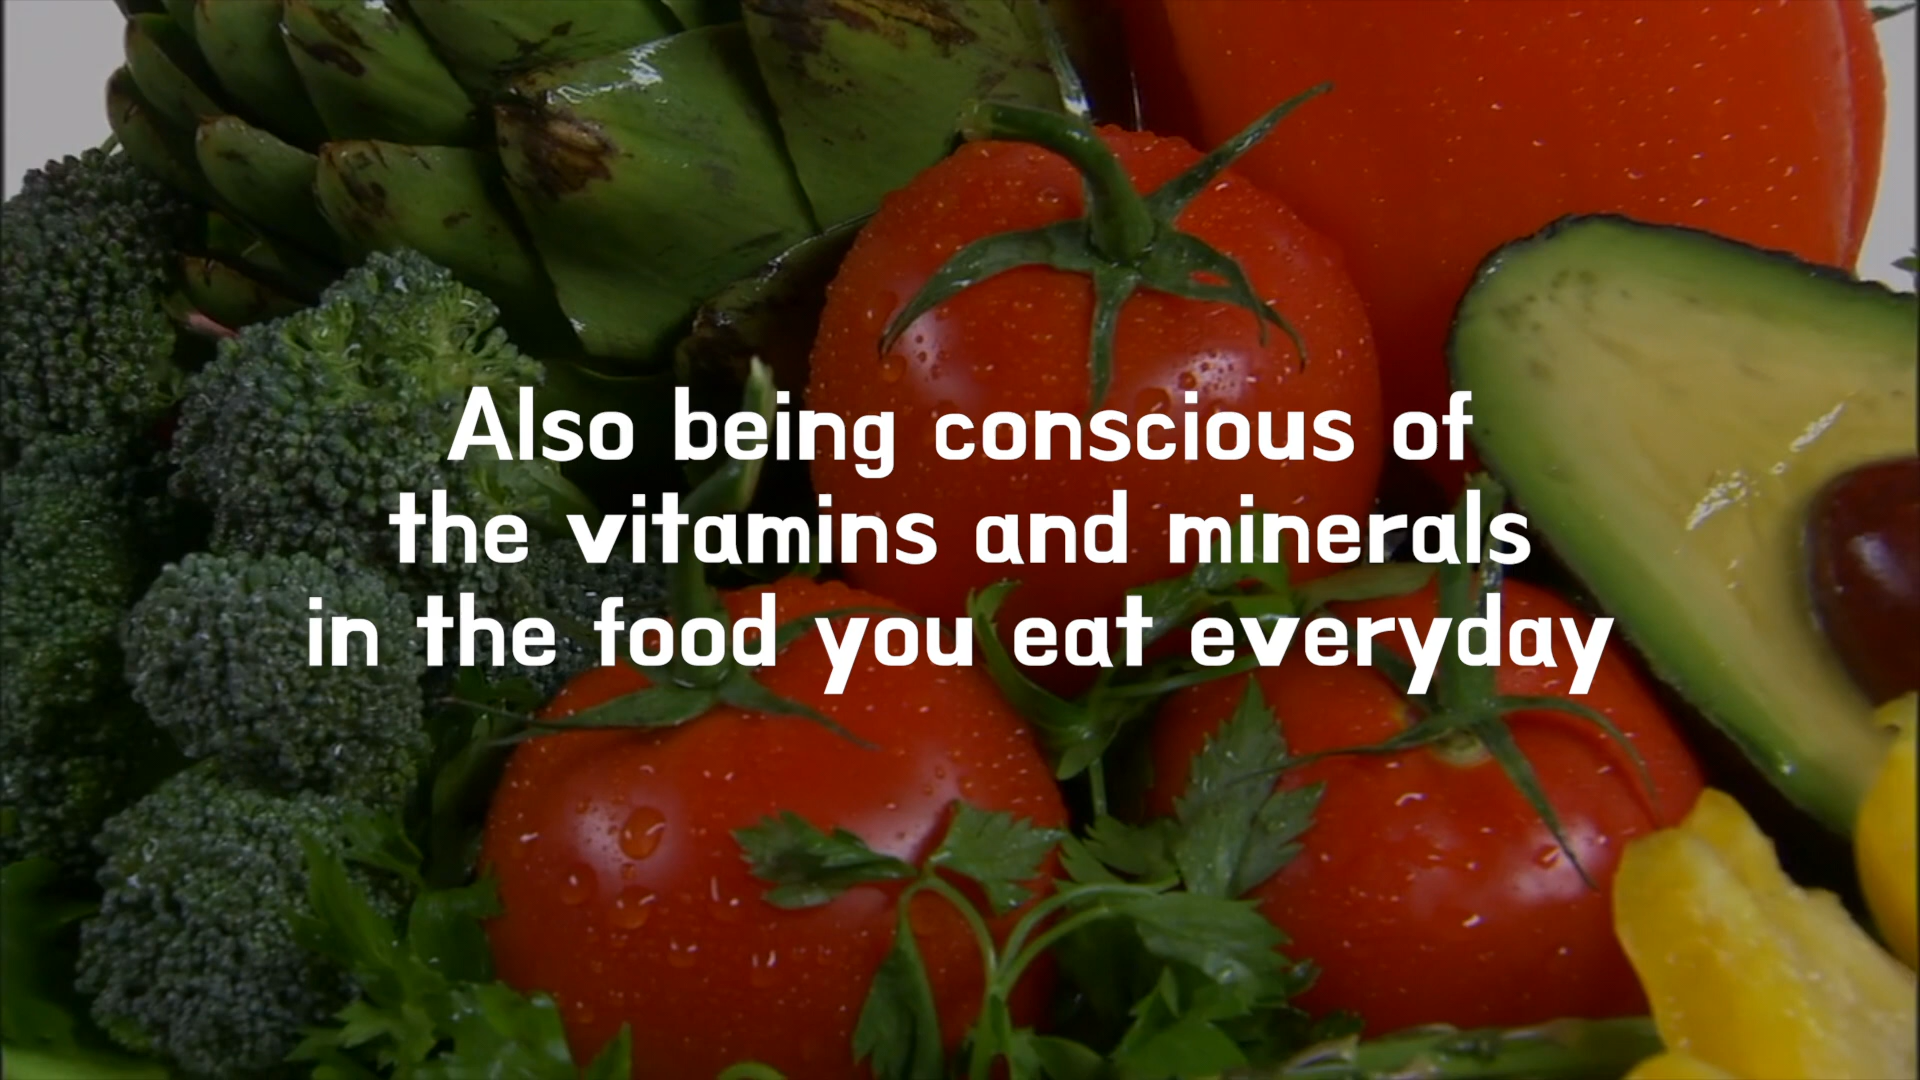 Also being conscious of
the vitamins and minerals
in the food you eat everyday